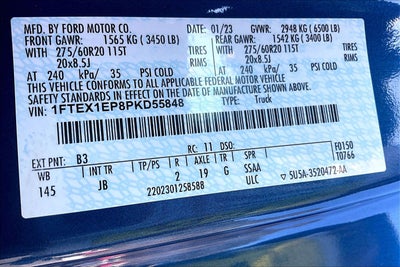 MFD. BY FORD MOTOR CO. 01/23 GVWR: 2948 KG ( 6500 LB)
FRONT GAWR: 1565 KG ( 3450 LB) REAR GAWR: 1542 KG ( 3400 LB)
WITH 275/60R20 115T TIRES WITH 275/60R20 115T TIRES
20x8.5J RIMS 20x8.5J RIMS
AT 240 kPa/ 35 PSI COLD AT 240 kPa/ 35 PSI COLD
THIS VEHICLE CONFORMS TO ALL APPLICABLE FEDERAL MOTOR VEHICLE
SAFETY STANDARDS IN EFFECT ON THE DATE OF MANUFACTURE SHOWN ABOVE.
VIN: 1FTEX1EP8PKD55848 TYPE: Truck
EXT PNT: B3 RC: 11 DSO: F0150
WB INT TR TP/PS R AXLE TR SPR T0766
145 JB 2 19 G SSAA
2202301258588 ULC 5U5A-3520472-AA